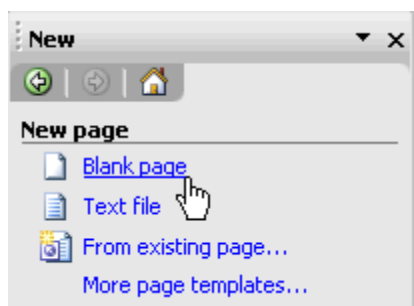 New
New page
Blank page
Text file
From existing page...
More page templates...